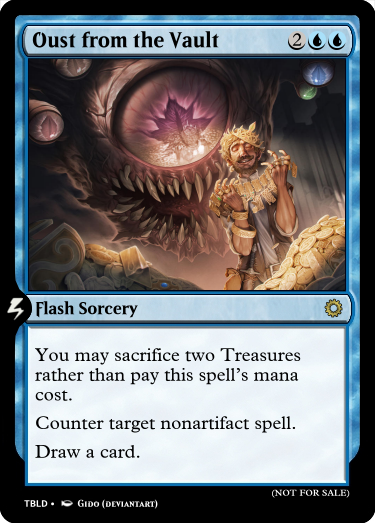 Oust from the Vault 2
Flash Sorcery
You may sacrifice two Treasures
rather than pay this spell's mana
cost.
Counter target nonartifact spell.
Draw a card.
(NOT FOR SALE)
TBLD • Gido (deviantart)